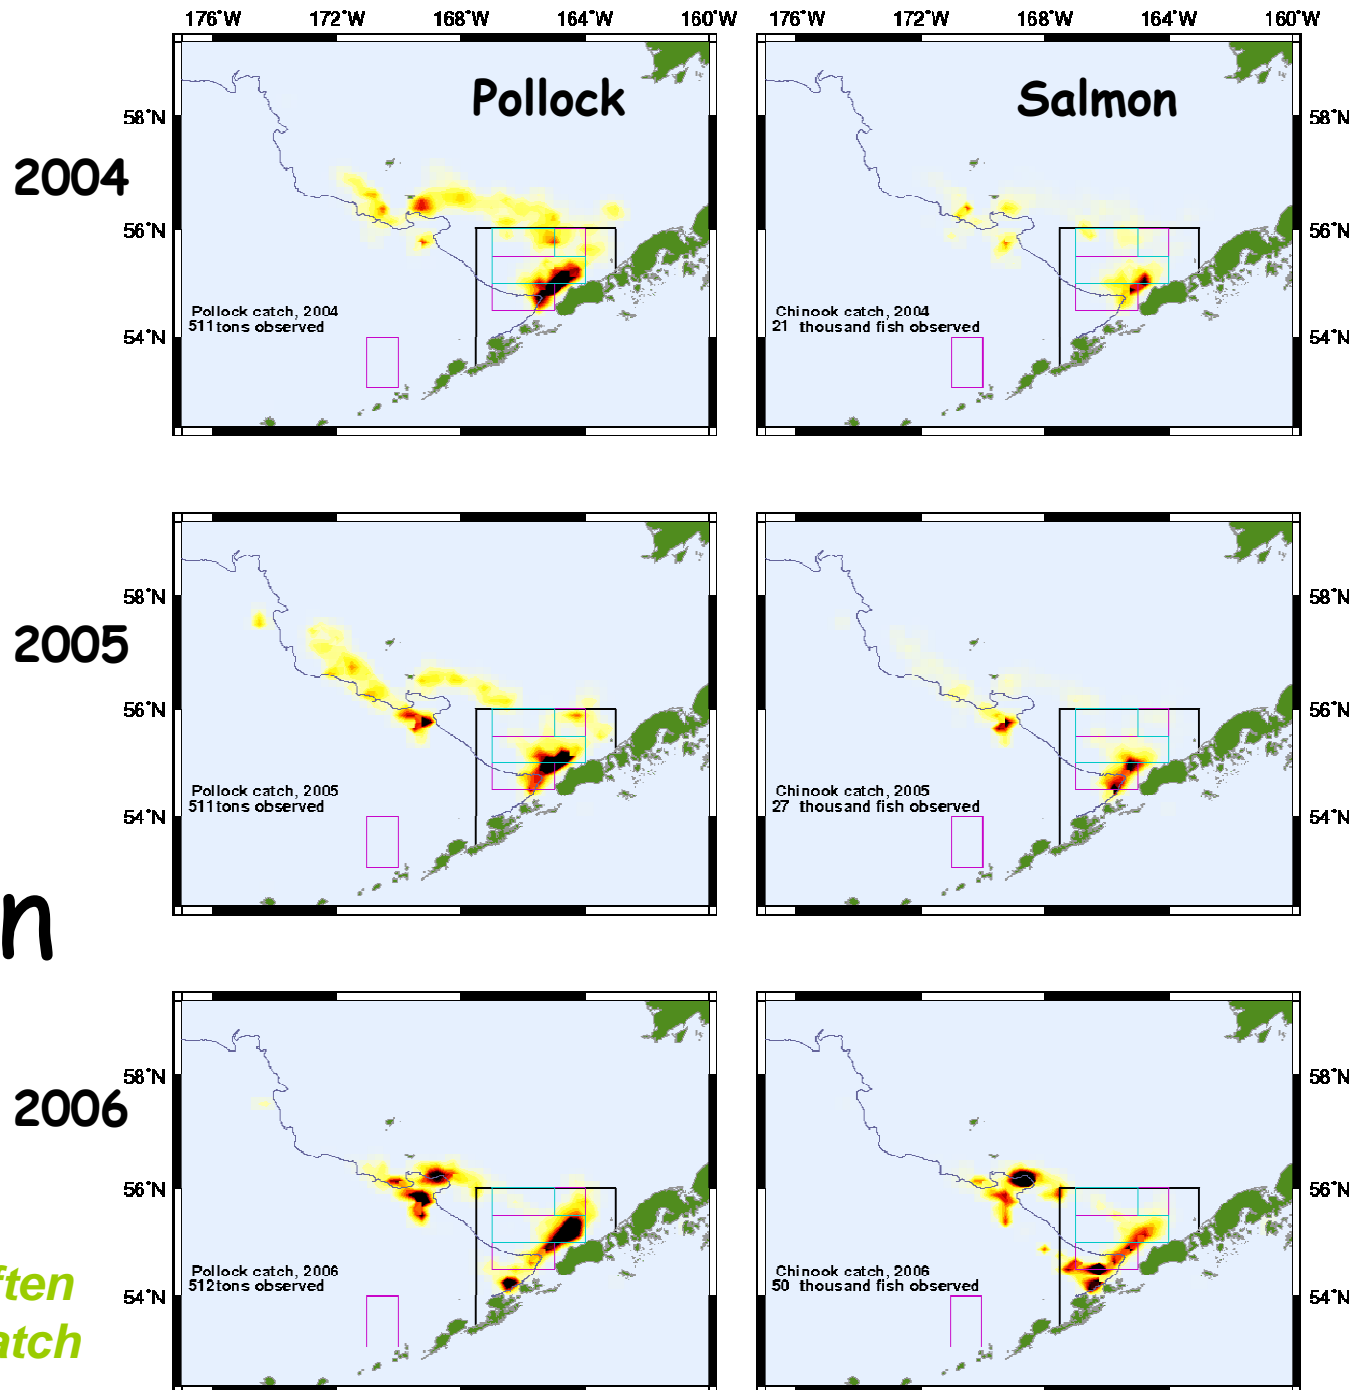 176°W 172°W 168°W 164°W 160°W 176°W 172°W 168°W 164°W 160°W
Pollock
Salmon
58°N
58°N
2004
56°N
56°N
Pollock catch, 2004
511 tons observed
Chinook catch, 2004
21 thousand fish observed
54°N
54°N
58°N
58°N
2005
56°N
56°N
Pollock catch, 2005
511 tons observed
Chinook catch, 2005
27 thousand fish observed
54°N
54°N
n
58°N
58°N
2006
56°N
56°N
Pollock catch, 2006
512 tons observed
Chinook catch, 2006
50 thousand fish observed
ften
54°N
54°N
atch